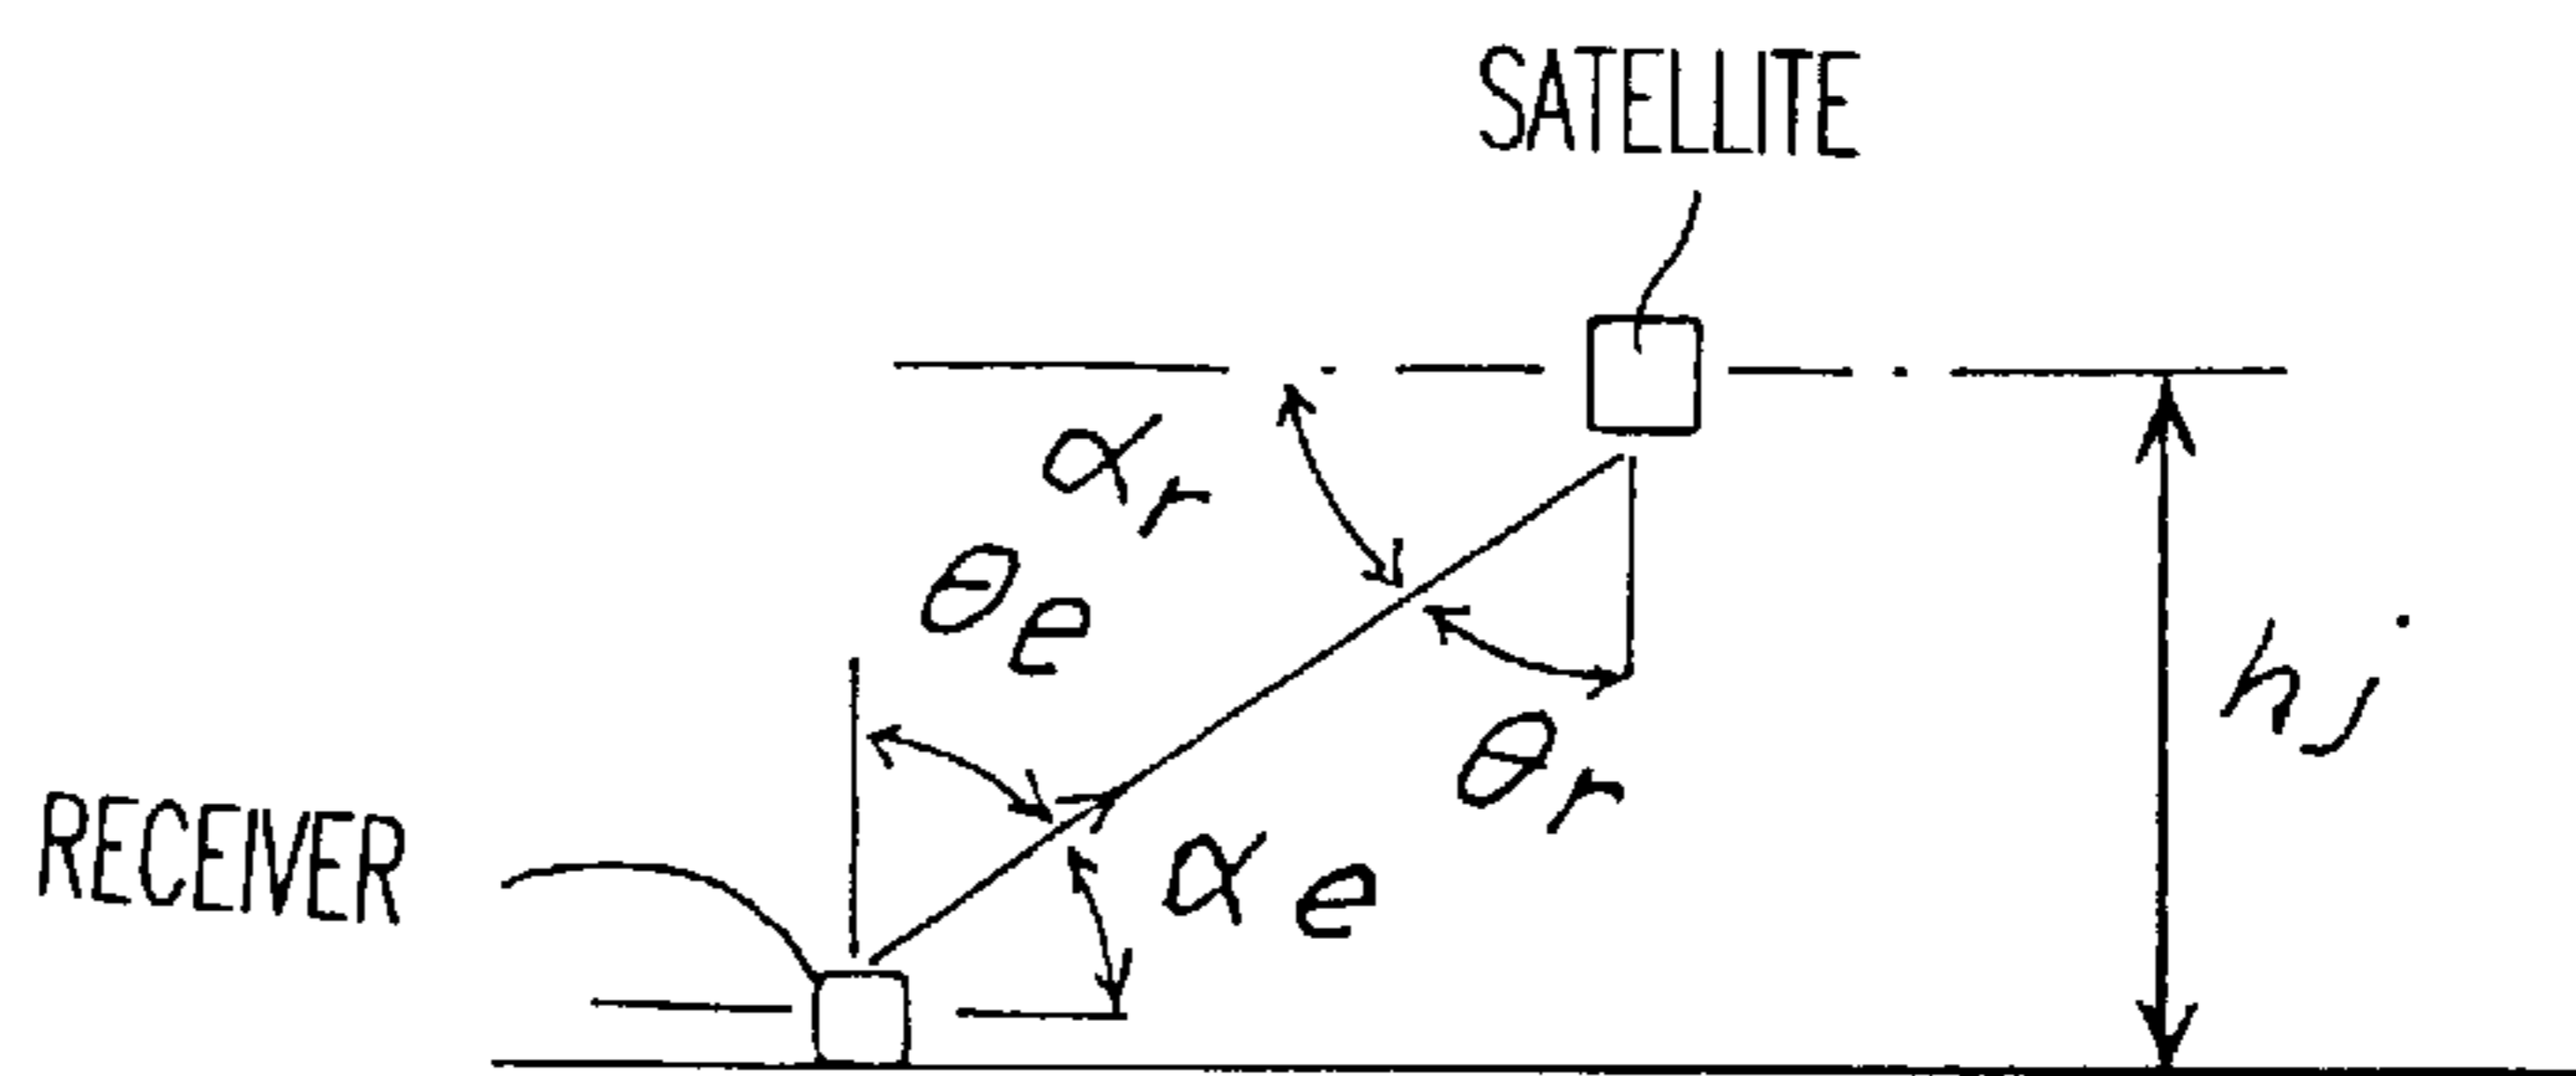 SATELLITE
αr
θe
hj
θr
RECEIVER
αe